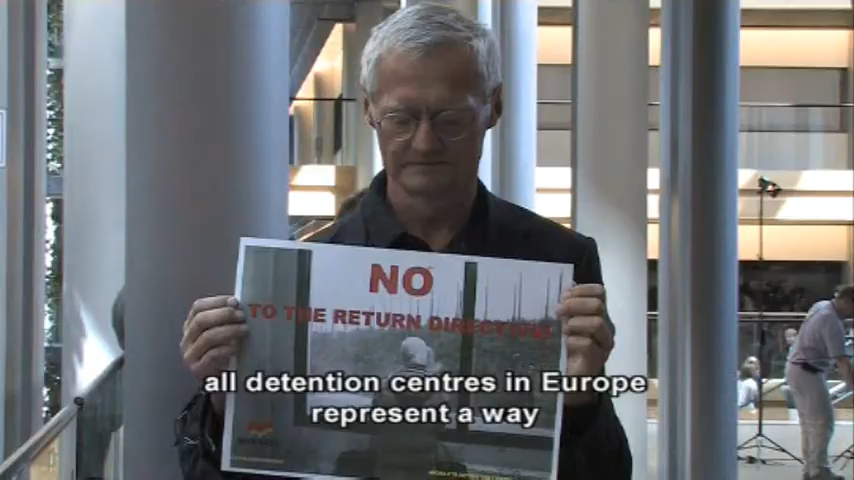 NO
TO THE RETURN DIRECTIVE
all detention centres in Europe
represent a way